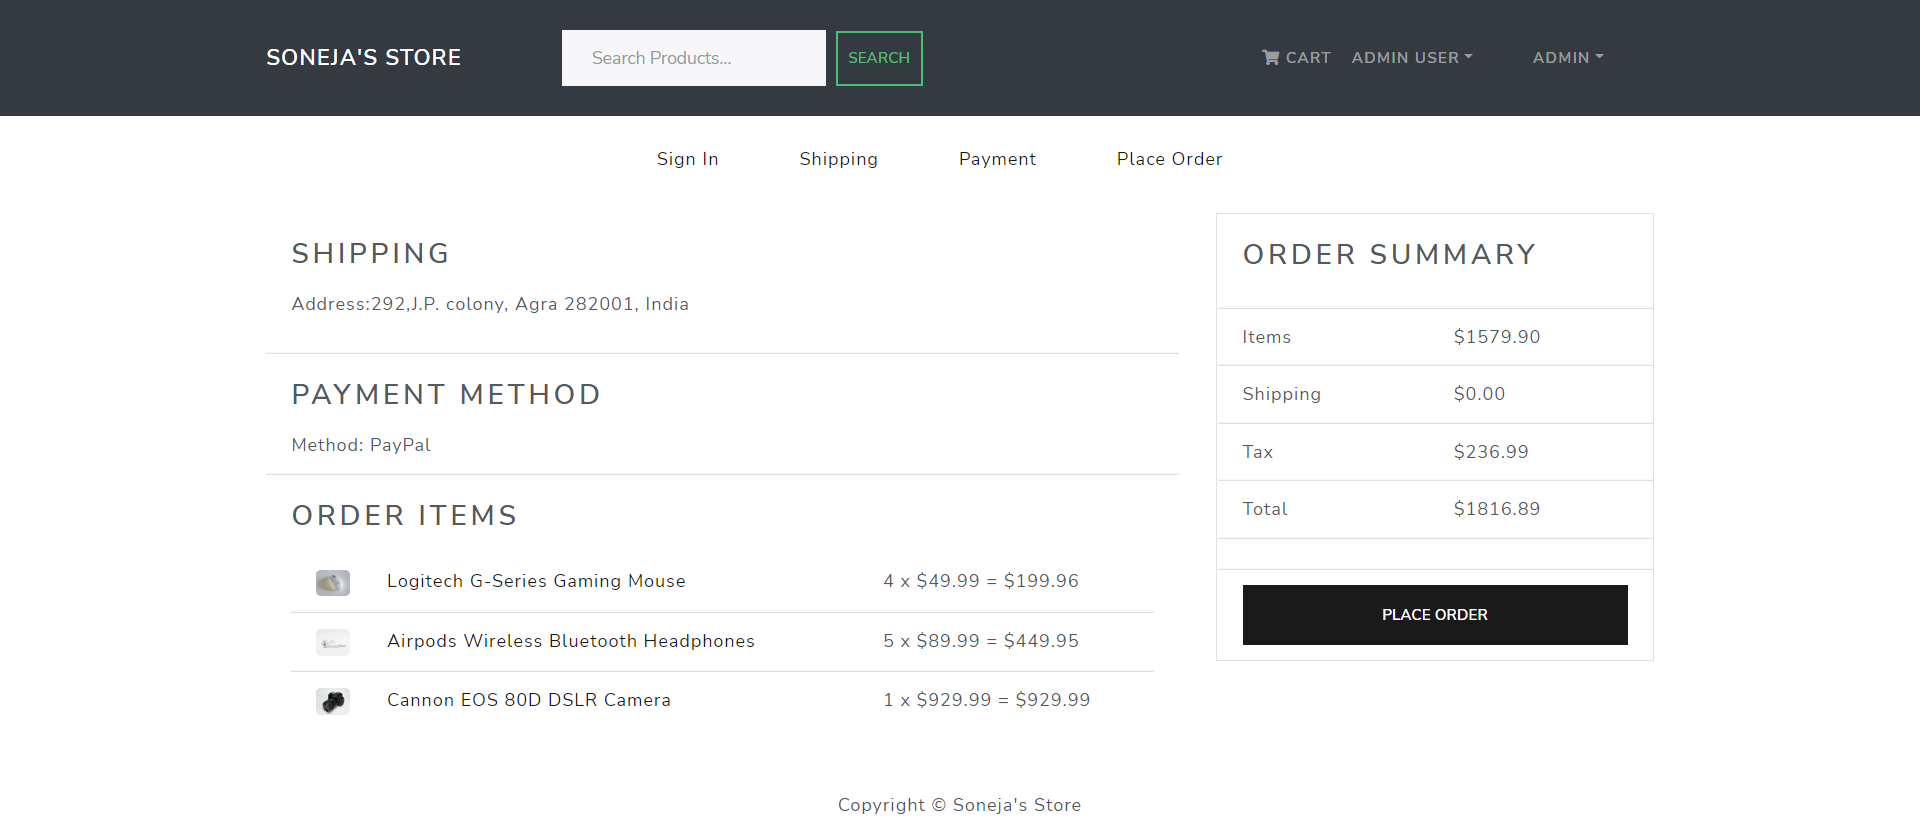 SONEJA'S STORE
Search Products...
SEARCH
CART
ADMIN USER
ADMIN
Sign In
Shipping
Payment
Place Order
SHIPPING
Address:292,J.P. colony, Agra 282001, India
PAYMENT METHOD
Method: PayPal
ORDER ITEMS
Logitech G-Series Gaming Mouse 4 x $49.99 = $199.96
Airpods Wireless Bluetooth Headphones 5 x $89.99 = $449.95
Cannon EOS 80D DSLR Camera 1 x $929.99 = $929.99
ORDER SUMMARY
Items $1579.90
Shipping $0.00
Tax $236.99
Total $1816.89
PLACE ORDER
Copyright © Soneja's Store